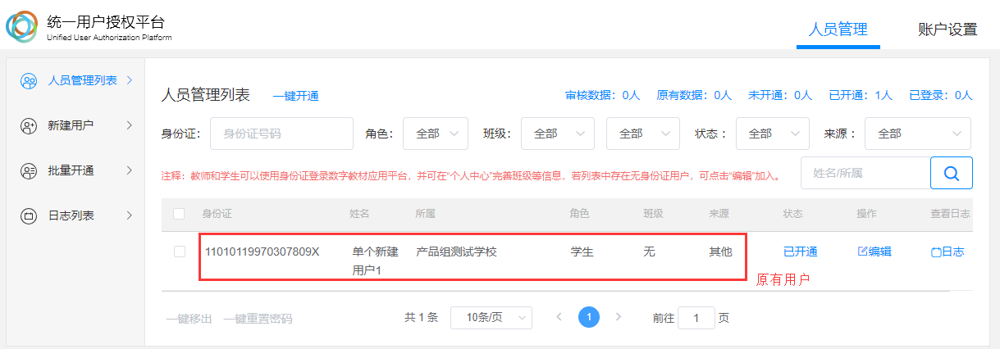 统一用户授权平台
Unified User Authorization Platform
人员管理 账户设置
人员管理列表
新建用户
批量开通
日志列表
人员管理列表 一键开通 审核数据：0人 原有数据：0人 未开通：0人 已开通：1人 已登录：0人
身份证： 身份证号码 角色： 全部 班级： 全部 全部 状态： 全部 来源： 全部
注释：教师和学生可以使用身份证登录数字教材应用平台，并可在“个人中心”完善班级等信息，若列表中存在无身份证用户，可点击“编辑”加入。 姓名/所属
身份证 姓名 所属 角色 班级 来源 状态 操作 查看日志
11010119970307809X 单个新建 产品组测试学校 学生 无 其他 已开通 编辑 日志
用户1
原有用户
一键移出 一键重置密码 共 1 条 10条/页 1 前往 1 页